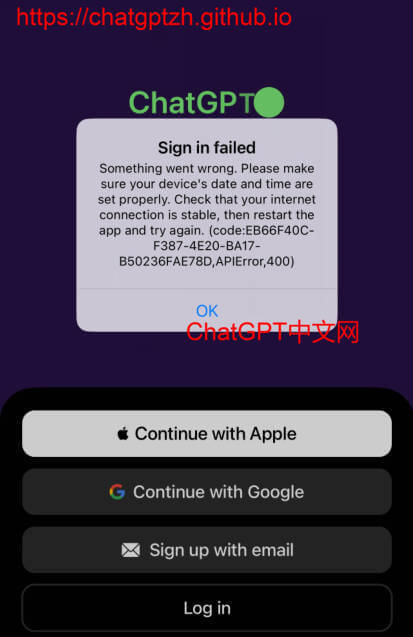 https://chatgptzh.github.io
ChatGPT
Sign in failed
Something went wrong. Please make
sure your device's date and time are
set properly. Check that your internet
connection is stable, then restart the
app and try again. (code:EB66F40C-
F387-4E20-BA17-
B50236FAE78D,APIError,400)
OK
ChatGPT中文网
Continue with Apple
Continue with Google
Sign up with email
Log in